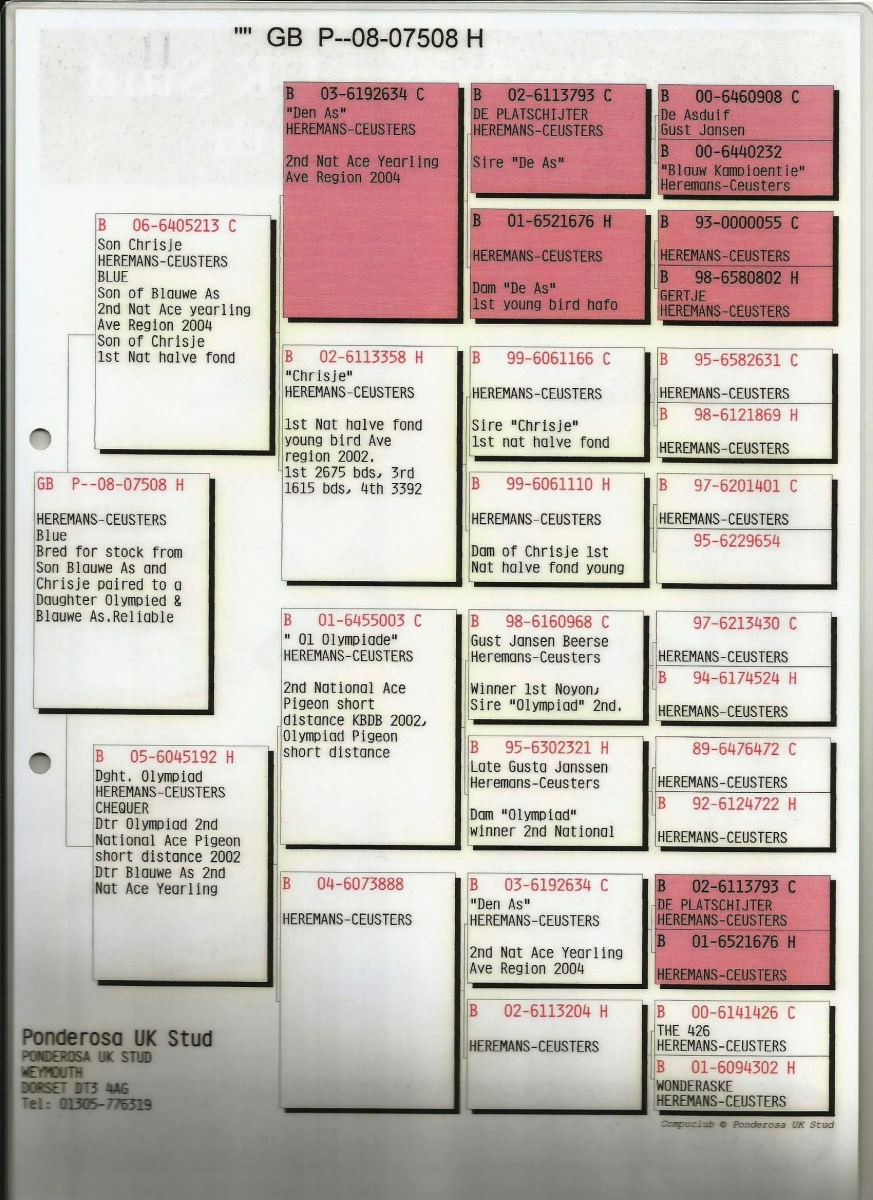 "" GB P--08-07508 H
GB P--08-07508 H
HEREMANS-CEUSTERS
Blue
Bred for stock from
Son Blauwe As and
Chrisje paired to a
Daughter Olympied &
Blauwe As.Reliable
B 06-6405213 C
Son Chrisje
HEREMANS-CEUSTERS
BLUE
Son of Blauwe As
2nd Nat Ace yearling
Ave Region 2004
Son of Chrisje
1st Nat halve fond
B 05-6045192 H
Dght. Olympiad
HEREMANS-CEUSTERS
CHEQUER
Dtr Olympiad 2nd
National Ace Pigeon
short distance 2002
Dtr Blauwe As 2nd
Nat Ace Yearling
B 03-6192634 C
"Den As"
HEREMANS-CEUSTERS
2nd Nat Ace Yearling
Ave Region 2004
B 02-6113358 H
"Chrisje"
HEREMANS-CEUSTERS
1st Nat halve fond
young bird Ave
region 2002.
1st 2675 bds, 3rd
1615 bds, 4th 3392
B 01-6455003 C
" 01 Olympiade"
HEREMANS-CEUSTERS
2nd National Ace
Pigeon short
distance KBDB 2002,
Olympiad Pigeon
short distance
B 04-6073888
HEREMANS-CEUSTERS
B 02-6113793 C
DE PLATSCHIJTER
HEREMANS-CEUSTERS
Sire "De As"
B 01-6521676 H
HEREMANS-CEUSTERS
Dam "De As"
1st young bird hafo
B 99-6061166 C
HEREMANS-CEUSTERS
Sire "Chrisje"
1st nat halve fond
B 99-6061110 H
HEREMANS-CEUSTERS
Dam of Chrisje 1st
Nat halve fond young
B 98-6160968 C
Gust Jansen Beerse
Heremans-Ceusters
Winner 1st Noyon,
Sire "Olympiad" 2nd.
B 95-6302321 H
Late Gusta Janssen
Heremans-Ceusters
Dam "Olympiad"
winner 2nd National
B 03-6192634 C
"Den As"
HEREMANS-CEUSTERS
2nd Nat Ace Yearling
Ave Region 2004
B 02-6113204 H
HEREMANS-CEUSTERS
B 00-6460908 C
De Asduif
Gust Jansen
B 00-6440232
"Blauw Kampioentie"
Heremans-Ceusters
B 93-0000055 C
HEREMANS-CEUSTERS
B 98-6580802 H
GERTJE
HEREMANS-CEUSTERS
B 95-6582631 C
HEREMANS-CEUSTERS
B 98-6121869 H
HEREMANS-CEUSTERS
B 97-6201401 C
HEREMANS-CEUSTERS
B 95-6229654
B 97-6213430 C
HEREMANS-CEUSTERS
B 94-6174524 H
HEREMANS-CEUSTERS
B 89-6476472 C
HEREMANS-CEUSTERS
B 92-6124722 H
HEREMANS-CEUSTERS
B 02-6113793 C
DE PLATSCHIJTER
HEREMANS-CEUSTERS
B 01-6521676 H
HEREMANS-CEUSTERS
B 00-6141426 C
THE 426
HEREMANS-CEUSTERS
B 01-6094302 H
WONDERASKE
HEREMANS-CEUSTERS
Ponderosa UK Stud
PONDEROSA UK STUD
WEYMOUTH
DORSET DT3 4AG
Tel: 01305-776319
Compuclub © Ponderosa UK Stud